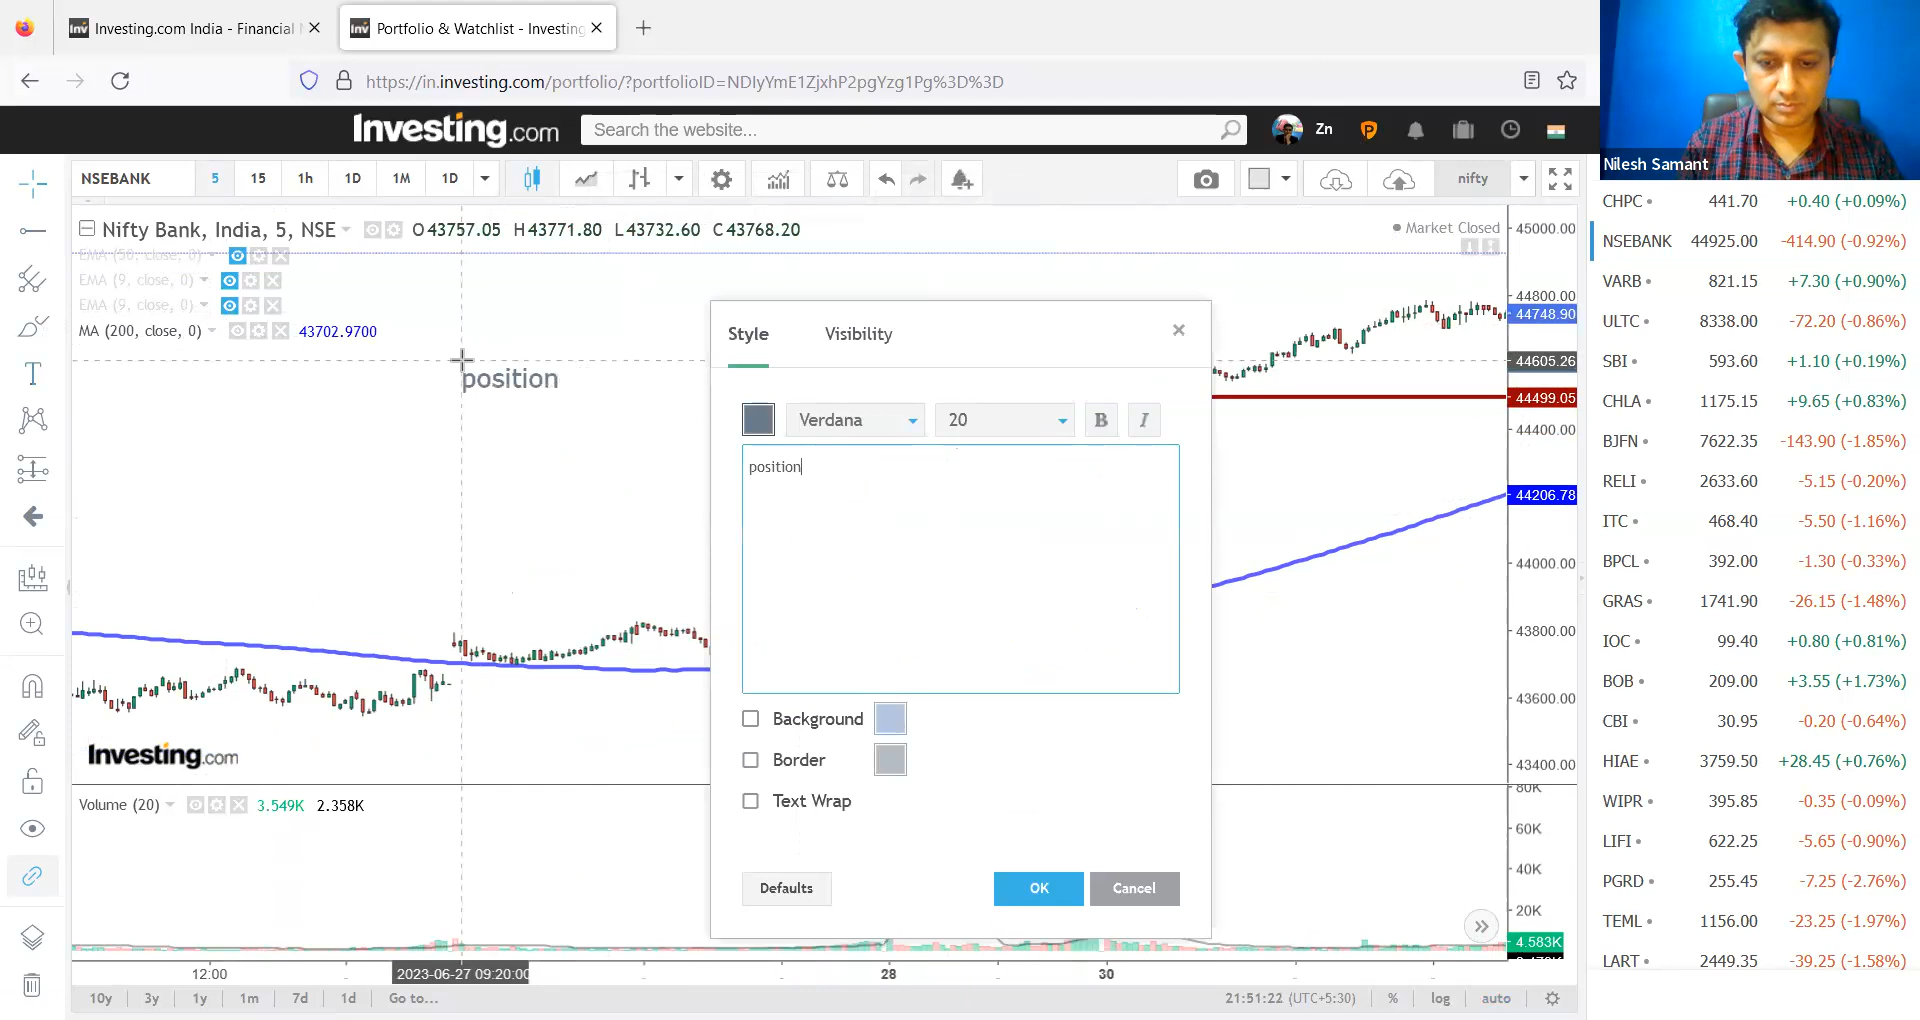 Investing.com India - Financial
Portfolio & Watchlist - Investing
https://in.investing.com/portfolio/?portfolioID=NDIyYmE1ZjxhP2pgYzg1Pg%3D%3D
Investing.com
Search the website...
Zn
Nilesh Samant
NSEBANK 5 15 1h 1D 1M 1D
nifty
Nifty Bank, India, 5, NSE O43757.05 H43771.80 L43732.60 C43768.20
Market Closed
EMA (50, close, 0)
EMA (9, close, 0)
EMA (9, close, 0)
MA (200, close, 0) 43702.9700
position
Style Visibility
Verdana 20 B I
position
Background
Border
Text Wrap
Defaults OK Cancel
45000.00
44800.00
44748.90
44605.26
44499.05
44400.00
44206.78
44000.00
43800.00
43600.00
43400.00
Investing.com
Volume (20) 3.549K 2.358K
80K
60K
40K
20K
4.583K
12:00 2023-06-27 09:20:00 28 30
10y 3y 1y 1m 7d 1d Go to...
21:51:22 (UTC+5:30) % log auto
CHPC 441.70 +0.40 (+0.09%)
NSEBANK 44925.00 -414.90 (-0.92%)
VARB 821.15 +7.30 (+0.90%)
ULTC 8338.00 -72.20 (-0.86%)
SBI 593.60 +1.10 (+0.19%)
CHLA 1175.15 +9.65 (+0.83%)
BJFN 7622.35 -143.90 (-1.85%)
RELI 2633.60 -5.15 (-0.20%)
ITC 468.40 -5.50 (-1.16%)
BPCL 392.00 -1.30 (-0.33%)
GRAS 1741.90 -26.15 (-1.48%)
IOC 99.40 +0.80 (+0.81%)
BOB 209.00 +3.55 (+1.73%)
CBI 30.95 -0.20 (-0.64%)
HIAE 3759.50 +28.45 (+0.76%)
WIPR 395.85 -0.35 (-0.09%)
LIFI 622.25 -5.65 (-0.90%)
PGRD 255.45 -7.25 (-2.76%)
TEML 1156.00 -23.25 (-1.97%)
LART 2449.35 -39.25 (-1.58%)